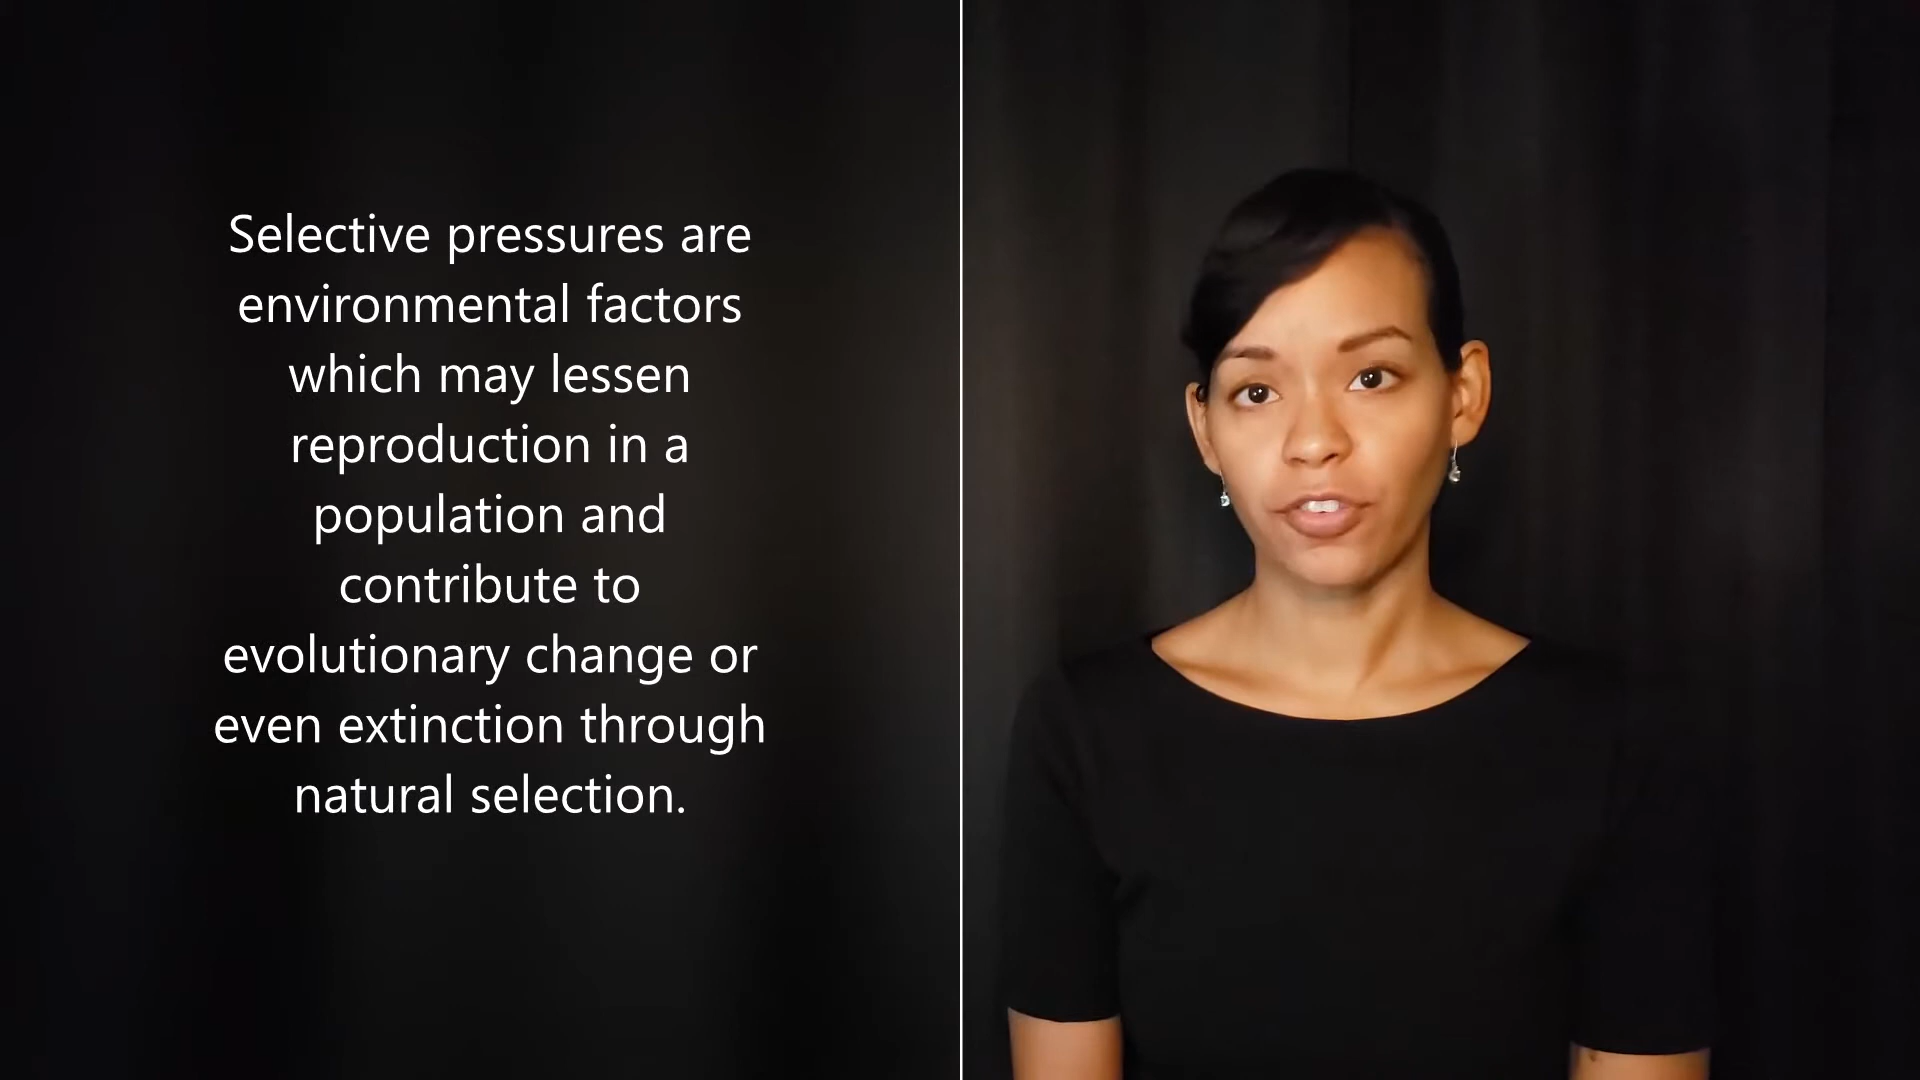 Selective pressures are
environmental factors
which may lessen
reproduction in a
population and
contribute to
evolutionary change or
even extinction through
natural selection.